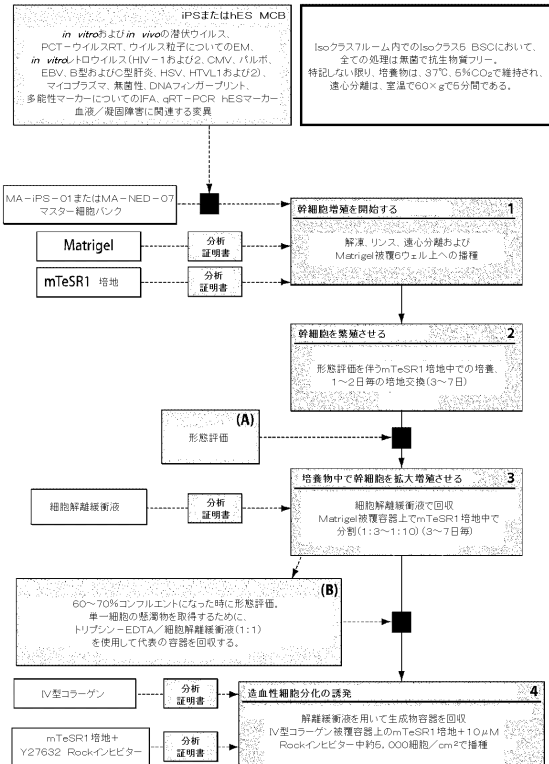 iPSまたはhES MCB
in vitroおよびin vivoの潜伏ウイルス、
PCT-ウイルスRT、ウイルス粒子についてのEM、
in vitroレトロウイルス(HIV-1および2、CMV、パルボ、
EBV、B型およびC型肝炎、HSV、HTVL1および2)、
マイコプラズマ、無菌性、DNAフィンガープリント、
多能性マーカーについてのIFA、qRT-PCR hESマーカー
血液/凝固障害に関連する変異
Isoクラス7ルーム内でのIsoクラス5 BSCにおいて、
全ての処理は無菌で抗生物質フリー。
特記しない限り、培養物は、37℃、5%CO₂で維持され、
遠心分離は、室温で60×gで5分間である。
MA-iPS-01またはMA-NED-07
マスター細胞バンク
幹細胞増殖を開始する 1
解凍、リンス、遠心分離および
Matrigel被覆6ウェル上への播種
Matrigel
分析
証明書
mTeSR1 培地
分析
証明書
幹細胞を繁殖させる 2
形態評価を伴うmTeSR1培地中での培養、
1~2日毎の培地交換(3~7日)
(A)
形態評価
培養物中で幹細胞を拡大増殖させる 3
細胞解離緩衝液で回収
Matrigel被覆容器上でmTeSR1培地中で
分割(1:3~1:10)(3~7日毎)
細胞解離緩衝液
分析
証明書
(B)
60~70%コンフルエントになった時に形態評価。
単一細胞の懸濁物を取得するために、
トリプシン-EDTA/細胞解離緩衝液(1:1)
を使用して代表の容器を回収する。
造血性細胞分化の誘発 4
解離緩衝液を用いて生成物容器を回収
Ⅳ型コラーゲン被覆容器上のmTeSR1培地+10μM
Rockインヒビター中約5,000細胞/cm²で播種
Ⅳ型コラーゲン
分析
証明書
mTeSR1培地+
Y27632 Rockインヒビター
分析
証明書